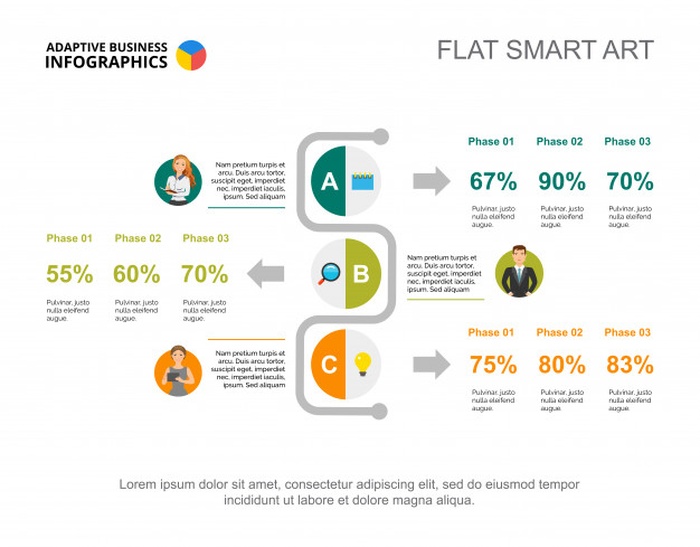 ADAPTIVE BUSINESS
INFOGRAPHICS
FLAT SMART ART
Nam pretium turpis et
arcu. Duis arcu tortor,
suscipit eget, imperdiet
nec, imperdiet iaculis,
ipsum. Sed aliquam
A
Phase 01 Phase 02 Phase 03
67% 90% 70%
Pulvinar, justo Pulvinar, justo Pulvinar, justo
nulla eleifend nulla eleifend nulla eleifend
augue. augue. augue.
Phase 01 Phase 02 Phase 03
55% 60% 70%
Pulvinar, justo Pulvinar, justo Pulvinar, justo
nulla eleifend nulla eleifend nulla eleifend
augue. augue. augue.
B
Nam pretium turpis et
arcu. Duis arcu tortor,
suscipit eget, imperdiet
nec, imperdiet iaculis,
ipsum. Sed aliquam
Nam pretium turpis et
arcu. Duis arcu tortor,
suscipit eget, imperdiet
nec, imperdiet iaculis,
ipsum. Sed aliquam
C
Phase 01 Phase 02 Phase 03
75% 80% 83%
Pulvinar, justo Pulvinar, justo Pulvinar, justo
nulla eleifend nulla eleifend nulla eleifend
augue. augue. augue.
Lorem ipsum dolor sit amet, consectetur adipiscing elit, sed do eiusmod tempor
incididunt ut labore et dolore magna aliqua.